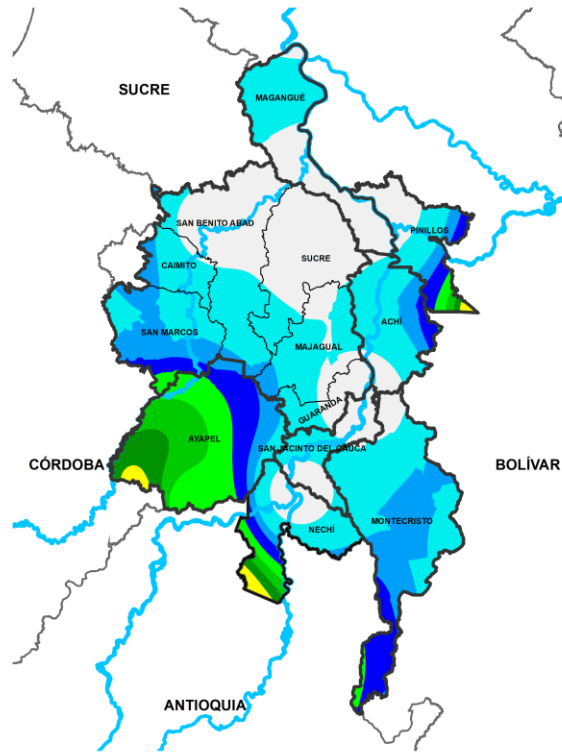 SUCRE
MAGANGUÉ
SAN BENITO ABAD
PINILLOS
SUCRE
CAIMITO
ACHÍ
SAN MARCOS
MAJAGUAL
GUARANDA
AYAPEL
SAN JACINTO DEL CAUCA
CÓRDOBA
BOLÍVAR
MONTECRISTO
NECHÍ
ANTIOQUIA